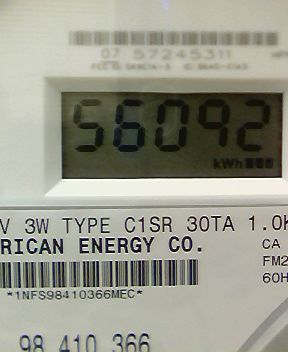 07 57245311
56092
kWh
V 3W TYPE C1SR 30TA 1.0K
RICAN ENERGY CO.
CA
FM2
60H
*1NFS98410366MEC*
98 410 366